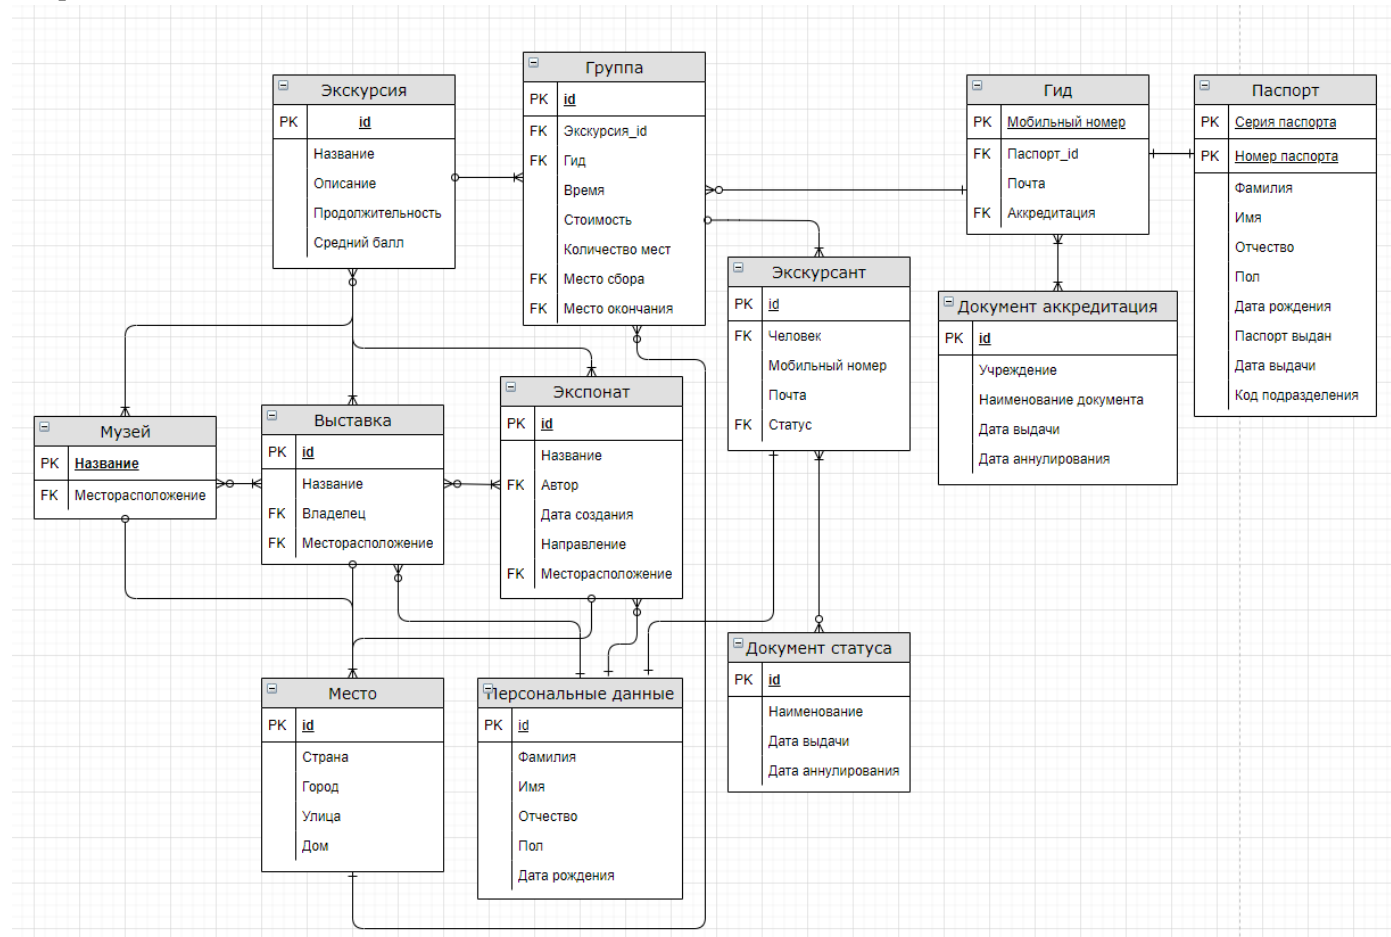 Экскурсия
PK id
Название
Описание
Продолжительность
Средний балл
Группа
PK id
FK Экскурсия_id
FK Гид
Время
Стоимость
Количество мест
FK Место сбора
FK Место окончания
Гид
PK Мобильный номер
FK Паспорт_id
Почта
FK Аккредитация
Паспорт
PK Серия паспорта
PK Номер паспорта
Фамилия
Имя
Отчество
Пол
Дата рождения
Паспорт выдан
Дата выдачи
Код подразделения
Экскурсант
PK id
FK Человек
Мобильный номер
Почта
FK Статус
Документ аккредитация
PK id
Учреждение
Наименование документа
Дата выдачи
Дата аннулирования
Музей
PK Название
FK Месторасположение
Выставка
PK id
Название
FK Владелец
FK Месторасположение
Экспонат
PK id
Название
FK Автор
Дата создания
Направление
FK Месторасположение
Место
PK id
Страна
Город
Улица
Дом
Персональные данные
PK id
Фамилия
Имя
Отчество
Пол
Дата рождения
Документ статуса
PK id
Наименование
Дата выдачи
Дата аннулирования